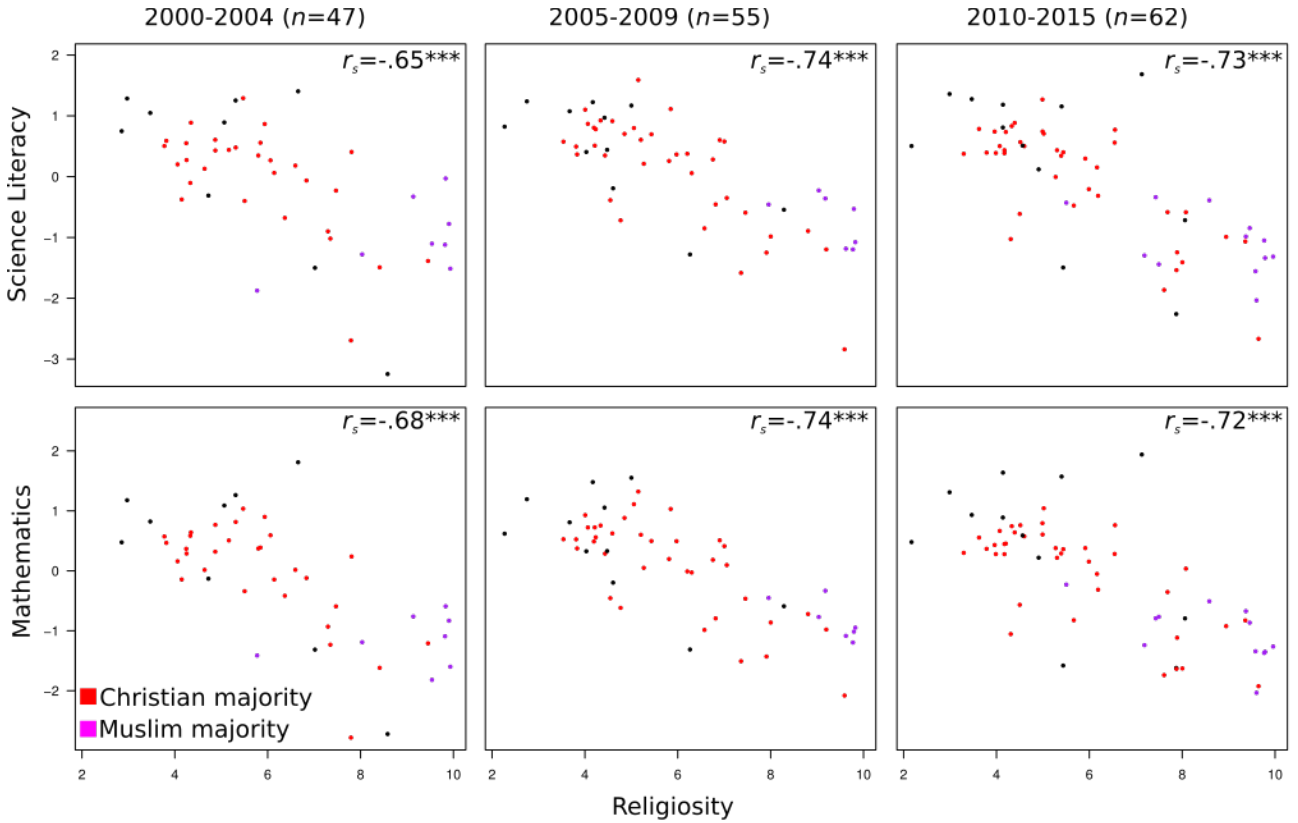 2000-2004 (n=47)
2005-2009 (n=55)
2010-2015 (n=62)
Science Literacy
2
1
0
−1
−2
−3
rs=-.65***
rs=-.74***
rs=-.73***
Mathematics
2
1
0
−1
−2
rs=-.68***
rs=-.74***
rs=-.72***
Christian majority
Muslim majority
2 4 6 8 10
2 4 6 8 10
2 4 6 8 10
Religiosity